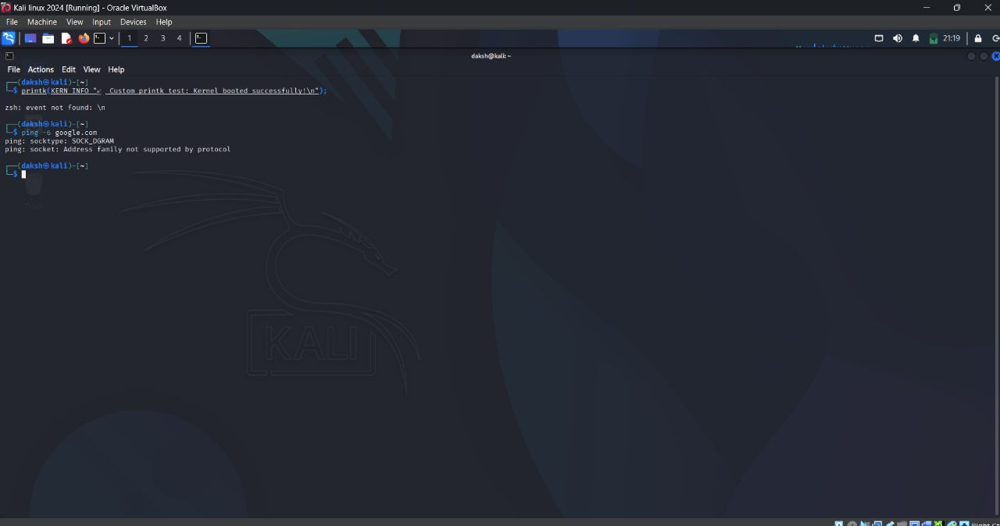 Kali linux 2024 [Running] - Oracle VirtualBox
File Machine View Input Devices Help
1 2 3 4
21:19
daksh@kali: ~
File Actions Edit View Help
┌──(daksh㉿kali)-[~]
└─$ printk(KERN_INFO "✔ Custom printk test: Kernel booted successfully!\n");
zsh: event not found: \n
┌──(daksh㉿kali)-[~]
└─$ ping -6 google.com
ping: socktype: SOCK_DGRAM
ping: socket: Address family not supported by protocol
┌──(daksh㉿kali)-[~]
└─$
Trash
KALI